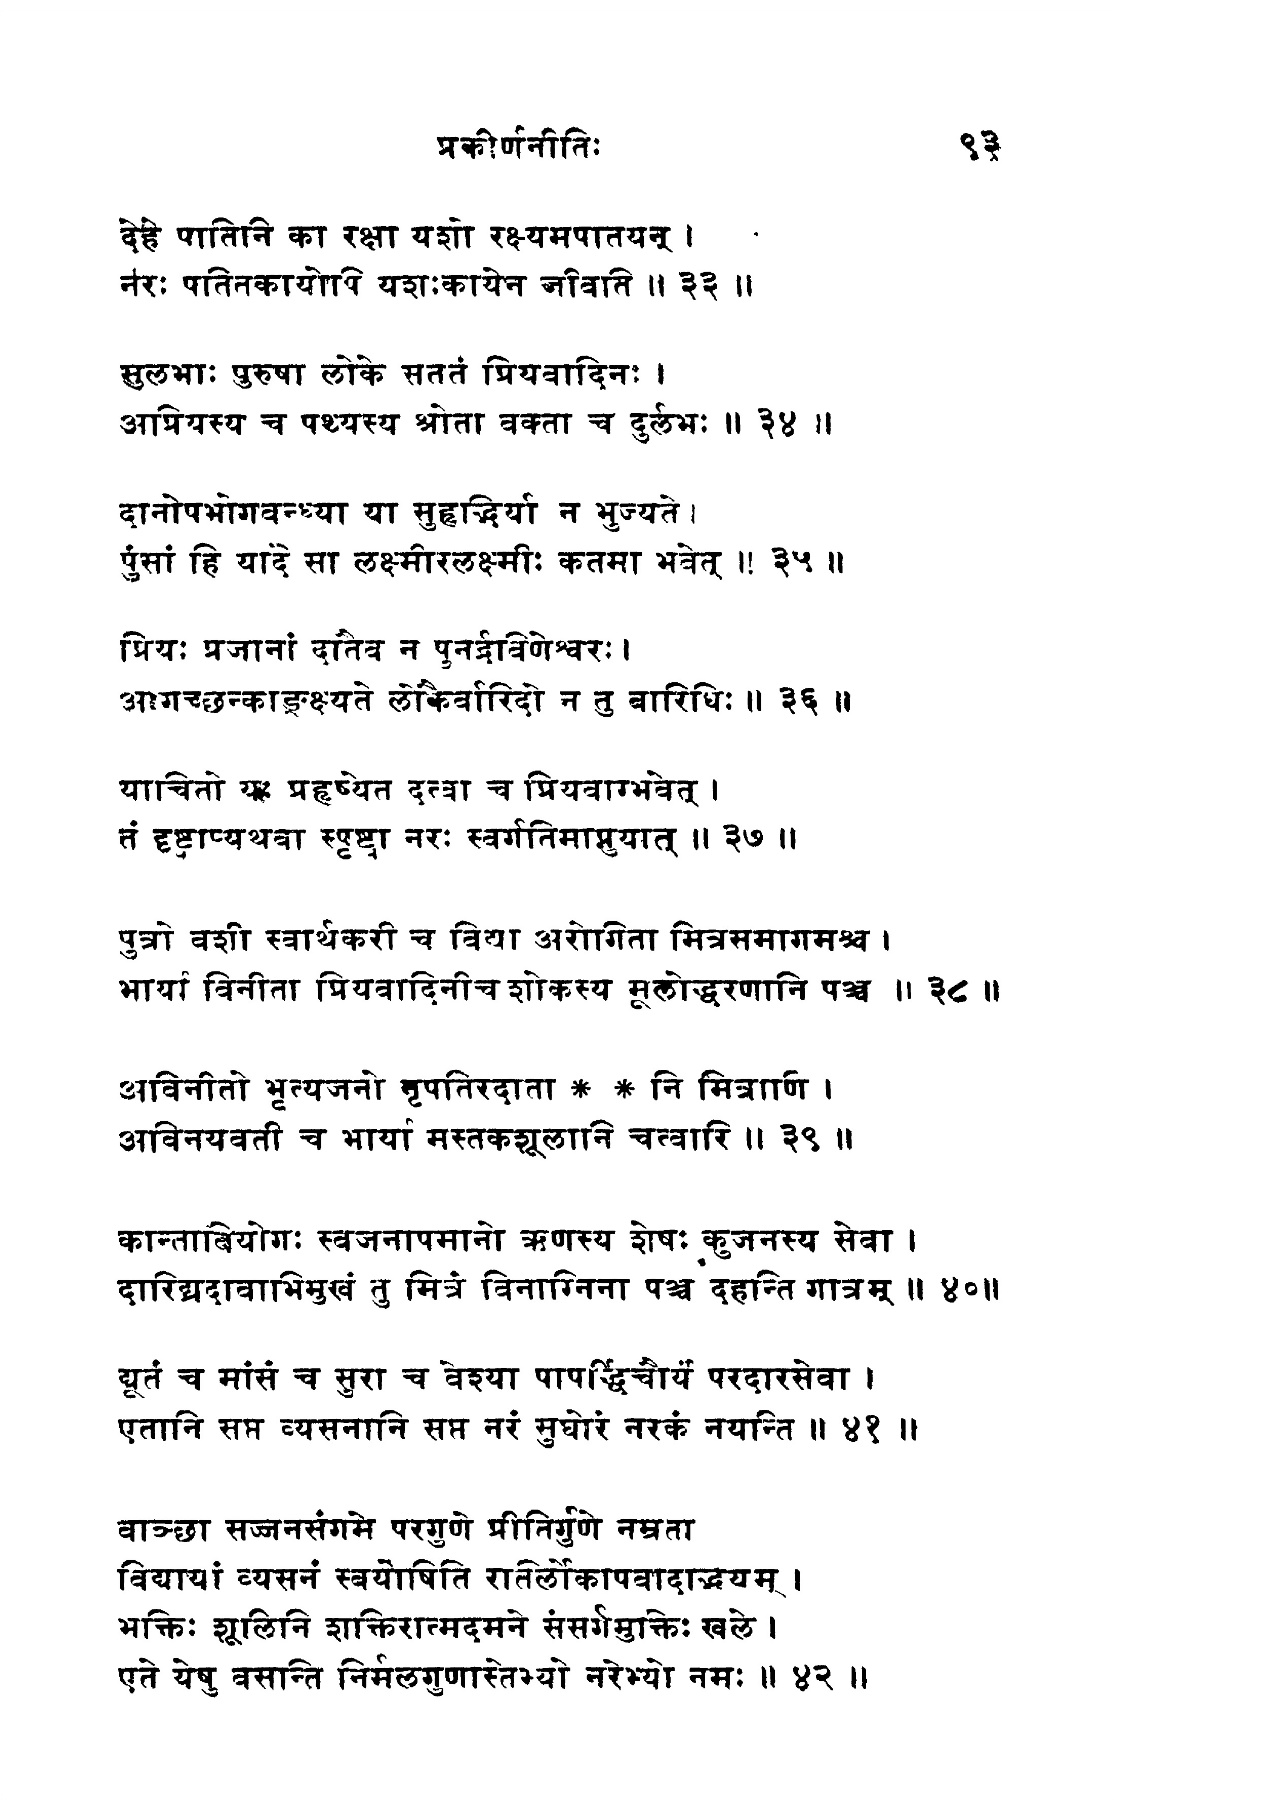 प्रकीर्णनीतिः ९३
देहे पातिनि का रक्षा यशो रक्ष्यमपातयन् ।
नरः पतितकायोपि यशःकायेन जीवति ॥ ३३ ॥
सुलभाः पुरुषा लोके सततं प्रियवादिनः ।
अप्रियस्य च पथ्यस्य श्रोता वक्ता च दुर्लभः ॥ ३४ ॥
दानोपभोगवन्ध्या या सुहृद्भिर्या न भुज्यते ।
पुंसां हि यदि सा लक्ष्मीरलक्ष्मीः कतमा भवेत् ॥ ३५ ॥
प्रियः प्रजानां दातैव न पुनर्द्रविणेश्वरः ।
आगच्छन्काङ्क्ष्यते लोकैर्वारिदो न तु वारिधिः ॥ ३६ ॥
याचितो यः प्रहृष्येत दत्वा च प्रियवाग्भवेत् ।
तं दृष्ट्वाप्यथवा स्पृष्ट्वा नरः स्वर्गतिमाप्नुयात् ॥ ३७ ॥
पुत्रो वशी स्वार्थकरी च विद्या अरोगिता मित्रसमागमश्च ।
भार्या विनीता प्रियवादिनीच शोकस्य मूलोद्धरणानि पञ्च ॥ ३८ ॥
अविनीतो भृत्यजनो नृपतिरदाता * * नि मित्राणि ।
अविनयवती च भार्या मस्तकशूलानि चत्वारि ॥ ३९ ॥
कान्तावियोगः स्वजनापमानो ऋणस्य शेषः कुजनस्य सेवा ।
दारिद्र्यदावाभिमुखं तु मित्रं विनाग्निना पञ्च दहन्ति गात्रम् ॥ ४० ॥
द्यूतं च मांसं च सुरा च वेश्या पापर्द्धिचौर्यं परदारसेवा ।
एतानि सप्त व्यसनानि सप्त नरं सुघोरं नरकं नयन्ति ॥ ४१ ॥
वाञ्छा सज्जनसंगमे परगुणे प्रीतिर्गुणे नम्रता
विद्यायां व्यसनं स्वयोषिति रतिर्लोकापवादाद्भयम् ।
भक्तिः शूलिनि शक्तिरात्मदमने संसर्गमुक्तिः खले ।
एते येषु वसन्ति निर्मलगुणास्तेभ्यो नरेभ्यो नमः ॥ ४२ ॥